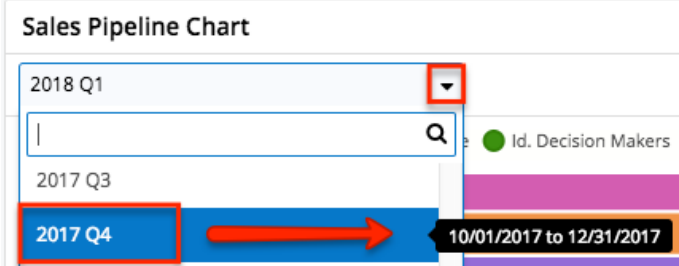 Sales Pipeline Chart
2018 Q1
Id. Decision Makers
2017 Q3
2017 Q4
10/01/2017 to 12/31/2017